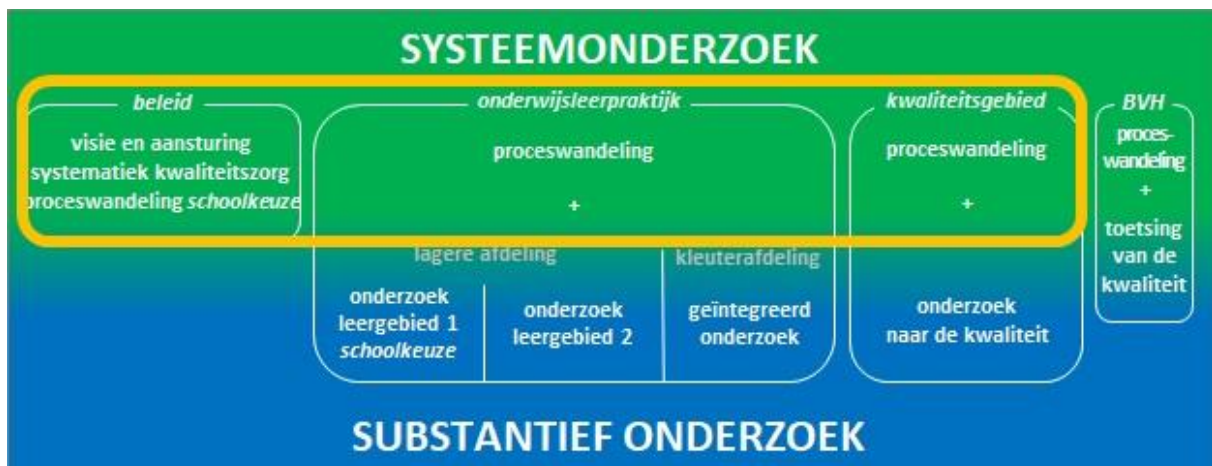 SYSTEEMONDERZOEK
beleid
visie en aansturing
systematiek kwaliteitszorg
proceswandeling schoolkeuze
onderwijsleerpraktijk
proceswandeling
+
lagere afdeling
kleuterafdeling
onderzoek
leergebied 1
schoolkeuze
onderzoek
leergebied 2
geïntegreerd
onderzoek
kwaliteitsgebied
proceswandeling
+
onderzoek
naar de kwaliteit
BVH
proces-
wandeling
+
toetsing
van de
kwaliteit
SUBSTANTIEF ONDERZOEK